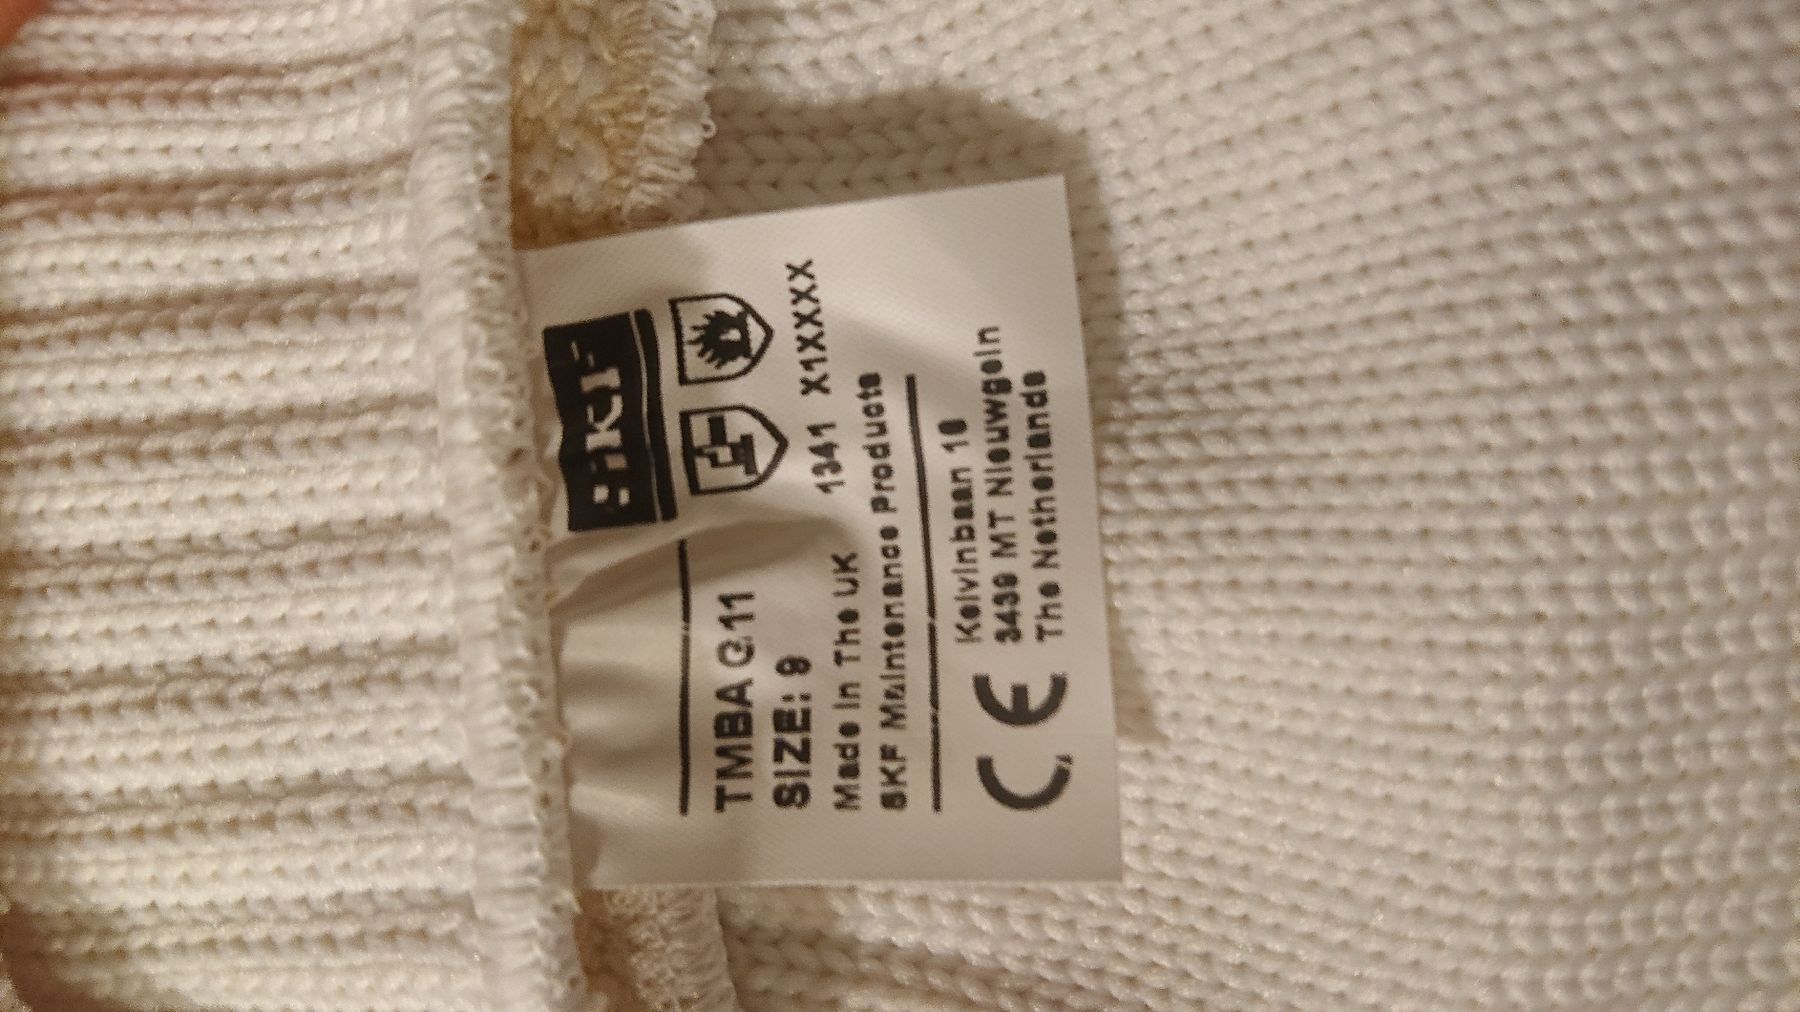 SKF
TMBA G11
SIZE: 9
1341 X1XXXX
Made In The UK
SKF Maintenance Products
Kelvinbaan 16
3439 MT Nieuwgein
The Netherlands
CE